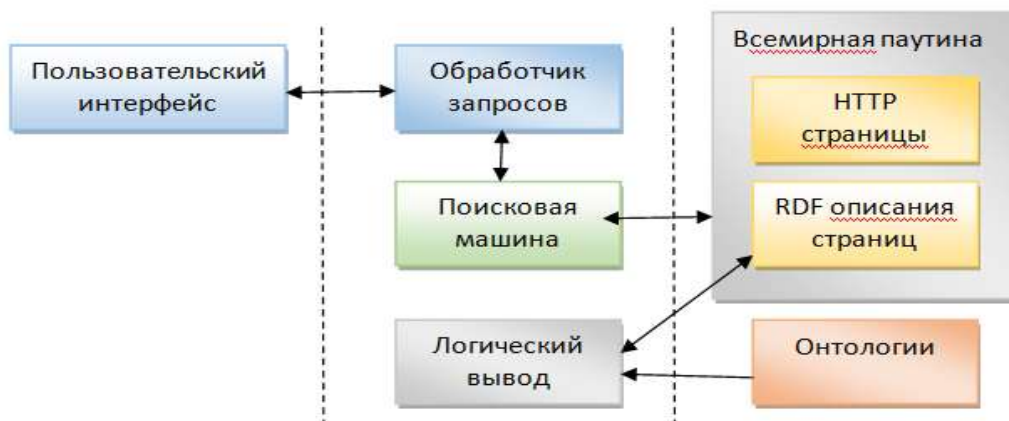 Пользовательский
интерфейс
Обработчик
запросов
Поисковая
машина
Логический
вывод
Всемирная паутина
HTTP
страницы
RDF описания
страниц
Онтологии